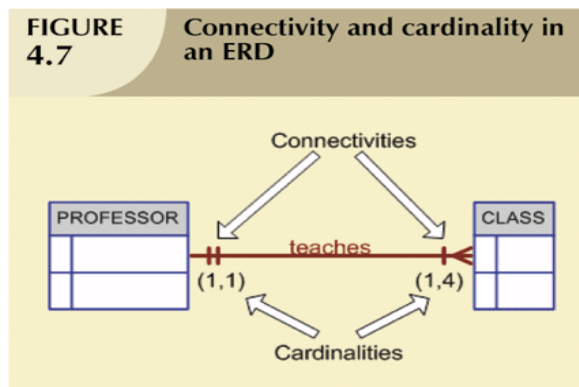 FIGURE
4.7
Connectivity and cardinality in
an ERD
Connectivities
PROFESSOR
teaches
CLASS
(1,1)
(1,4)
Cardinalities